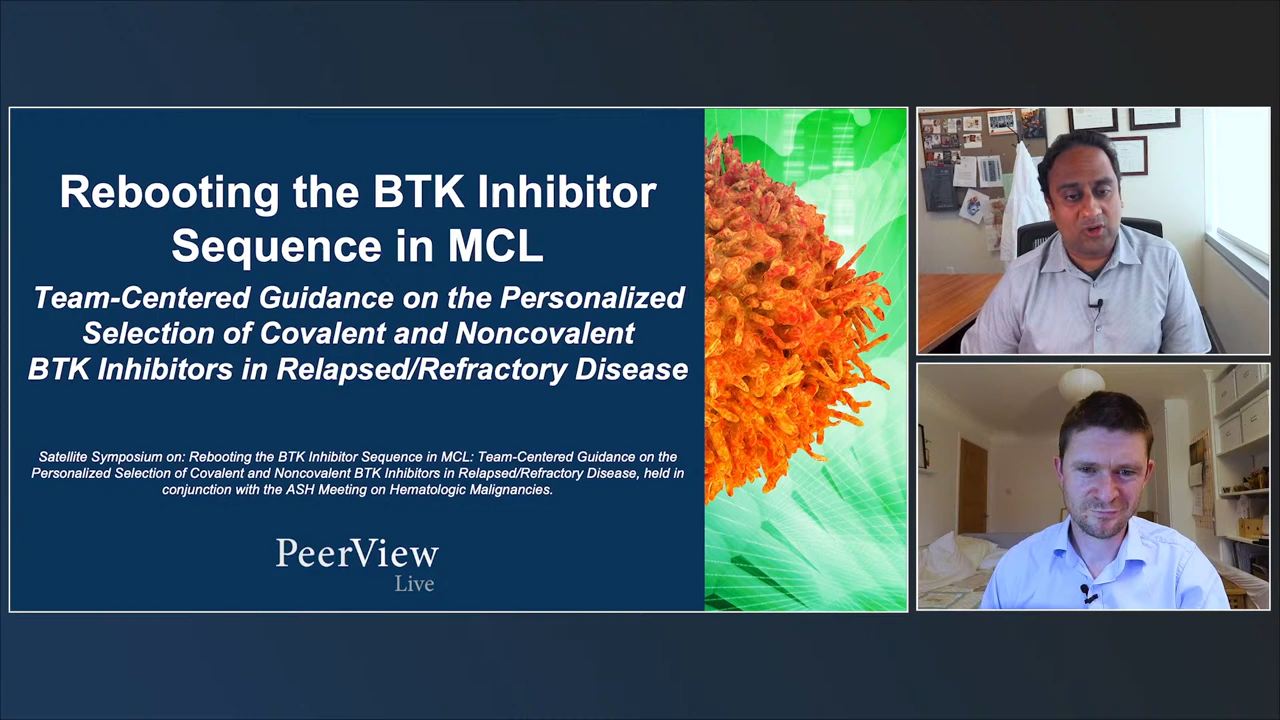 Rebooting the BTK Inhibitor
Sequence in MCL
Team-Centered Guidance on the Personalized
Selection of Covalent and Noncovalent
BTK Inhibitors in Relapsed/Refractory Disease
Satellite Symposium on: Rebooting the BTK Inhibitor Sequence in MCL: Team-Centered Guidance on the
Personalized Selection of Covalent and Noncovalent BTK Inhibitors in Relapsed/Refractory Disease, held in
conjunction with the ASH Meeting on Hematologic Malignancies.
PeerView
Live